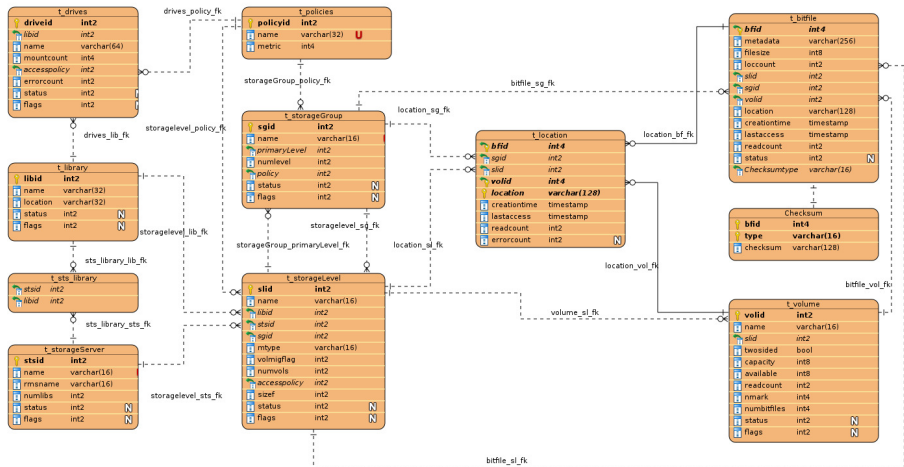 t_drives
driveid int2
libid int2
name varchar(64)
mountcount int4
accesspolicy int2
errorcount int2
status int2
flags int2
drives_policy_fk
t_policies
policyid int2
name varchar(32) U
metric int4
storageGroup_policy_fk
bitfile_sg_fk
t_bitfile
bfid int4
metadata varchar(256)
filesize int8
loccount int2
slid int2
sgid int2
volid int2
location varchar(128)
creationtime timestamp
lastaccess timestamp
readcount int2
status int2 N
Checksumtype varchar(16)
drives_lib_fk
storagelevel_policy_fk
t_storageGroup
sgid int2
name varchar(16)
primaryLevel int2
numlevel int2
policy int2
status int2 N
flags int2 N
location_sg_fk
t_location
bfid int4
sgid int2
slid int2
volid int4
location varchar(128)
creationtime timestamp
lastaccess timestamp
readcount int2
errorcount int2 N
location_bf_fk
t_library
libid int2
name varchar(32)
location varchar(32)
status int2 N
flags int2 N
storagelevel_lib_fk
storagelevel_sg_fk
storageGroup_primaryLevel_fk
location_sl_fk
Checksum
bfid int4
type varchar(16)
checksum varchar(128)
sts_library_lib_fk
location_vol_fk
bitfile_vol_fk
t_sts_library
stsid int2
libid int2
sts_library_sts_fk
t_storageLevel
slid int2
name varchar(16)
libid int2
stsid int2
sgid int2
mtype varchar(16)
volmigflag int2
numvols int2
accesspolicy int2
sizef int2
status int2 N
flags int2 N
volume_sl_fk
t_volume
volid int2
name varchar(16)
slid int2
twosided bool
capacity int8
available int8
readcount int2
nmark int4
numbitfiles int4
status int2 N
flags int2 N
t_storageServer
stsid int2
name varchar(16)
rmsname varchar(16)
numlibs int2
status int2 N
flags int2 N
storagelevel_sts_fk
bitfile_sl_fk